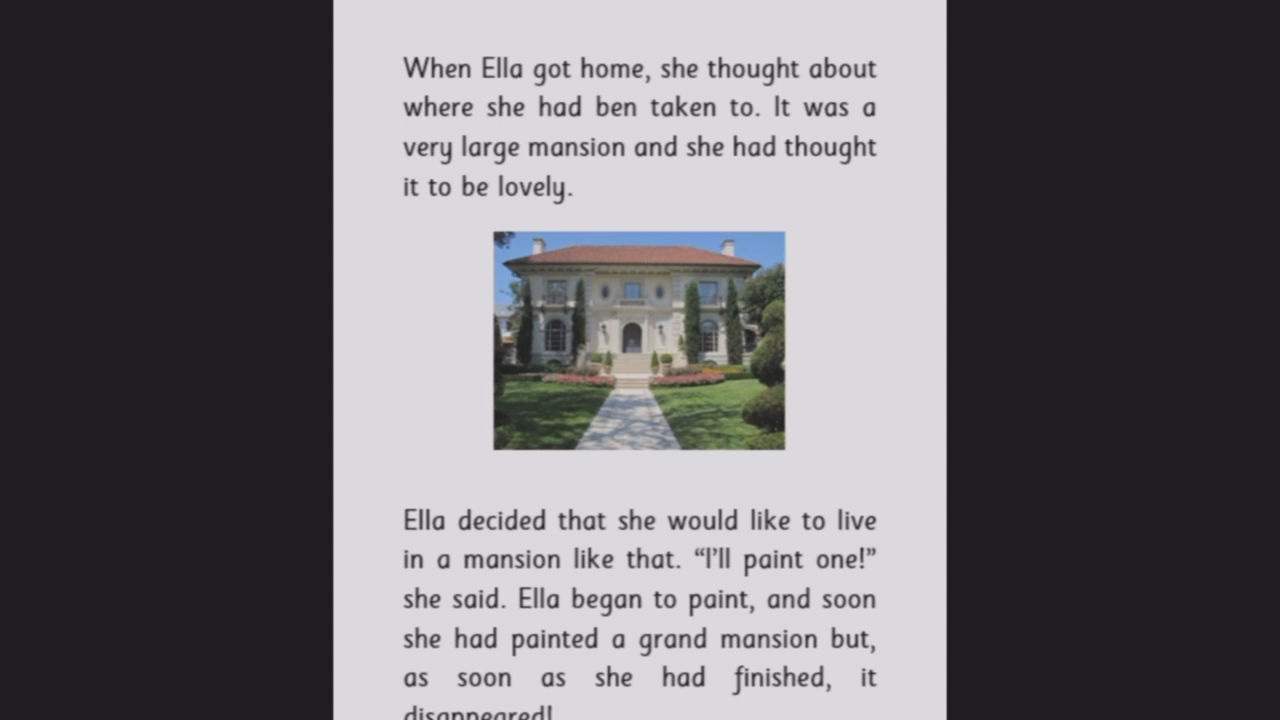 When Ella got home, she thought about
where she had ben taken to. It was a
very large mansion and she had thought
it to be lovely.
Ella decided that she would like to live
in a mansion like that. “I’ll paint one!”
she said. Ella began to paint, and soon
she had painted a grand mansion but,
as soon as she had finished, it
disappeared!